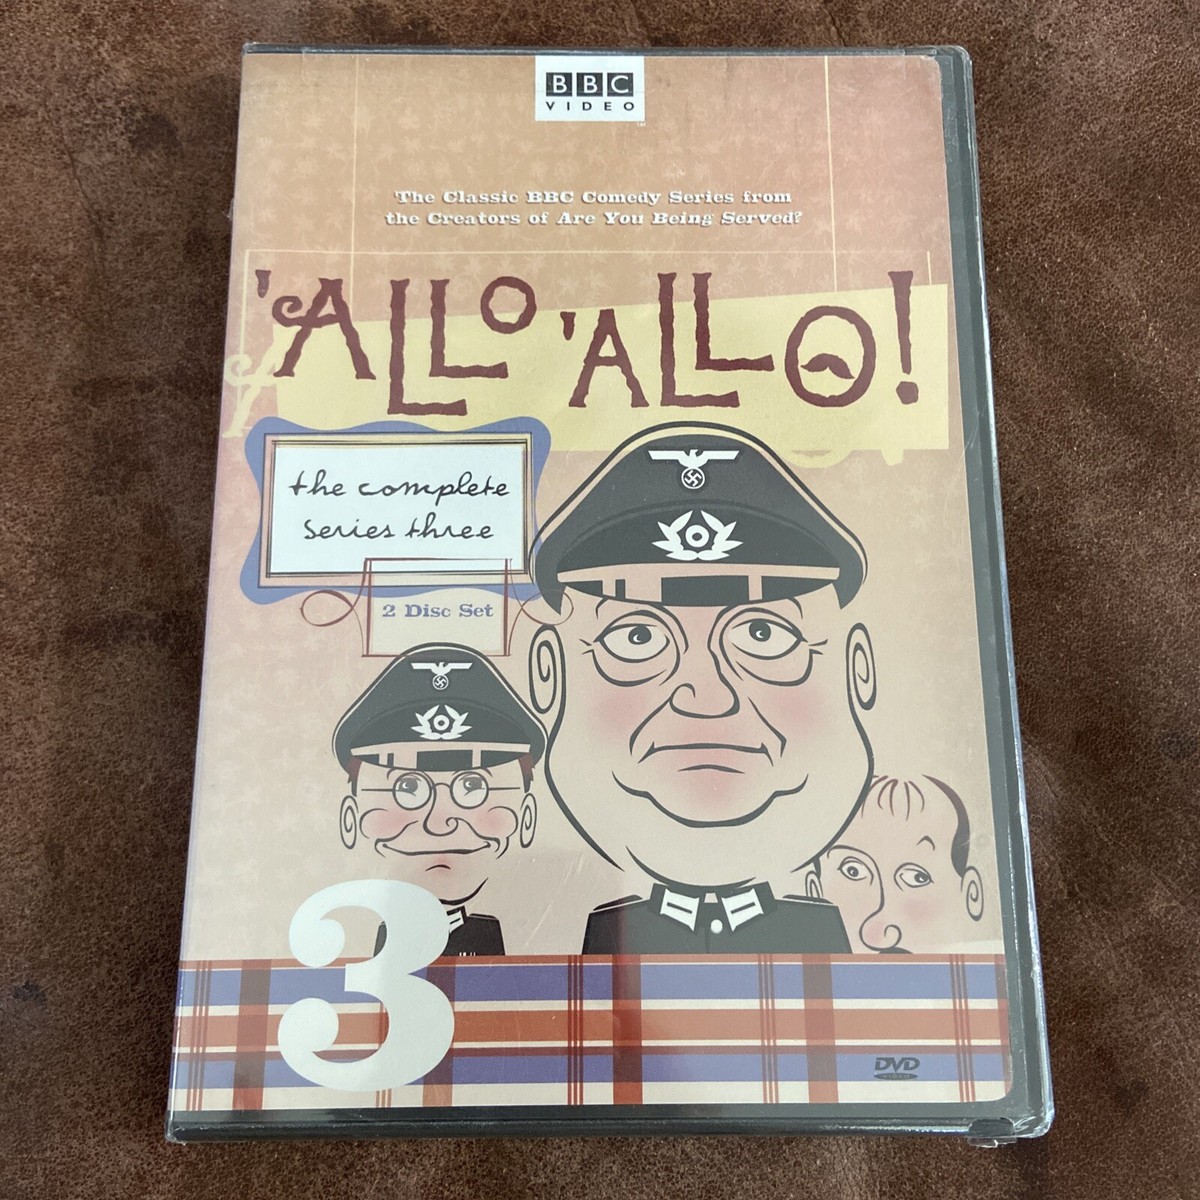 BBC
VIDEO
The Classic BBC Comedy Series from
the Creators of Are You Being Served?
'ALLO 'ALLO!
the complete
series three
2 Disc Set
3
DVD
VIDEO